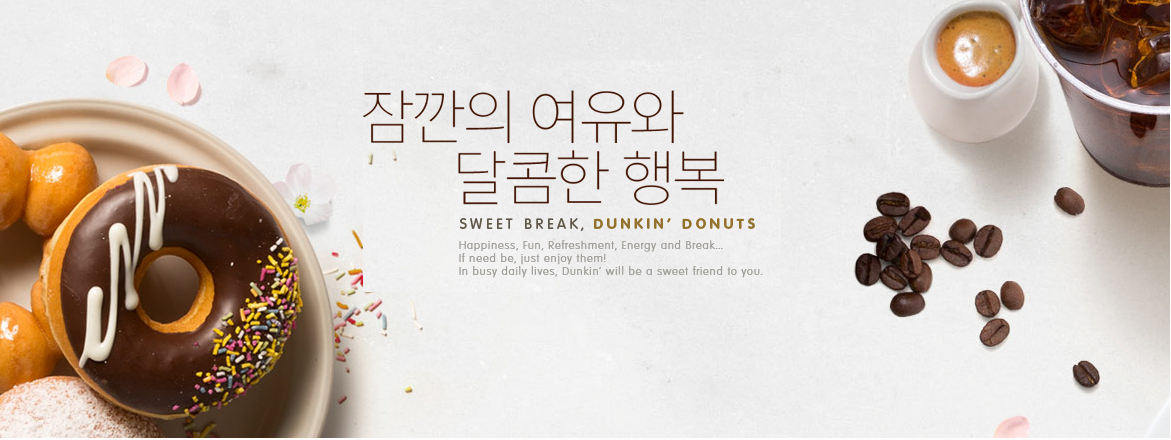 잠깐의 여유와
달콤한 행복
SWEET BREAK, DUNKIN' DONUTS
Happiness, Fun, Refreshment, Energy and Break...
If need be, just enjoy them!
In busy daily lives, Dunkin' will be a sweet friend to you.